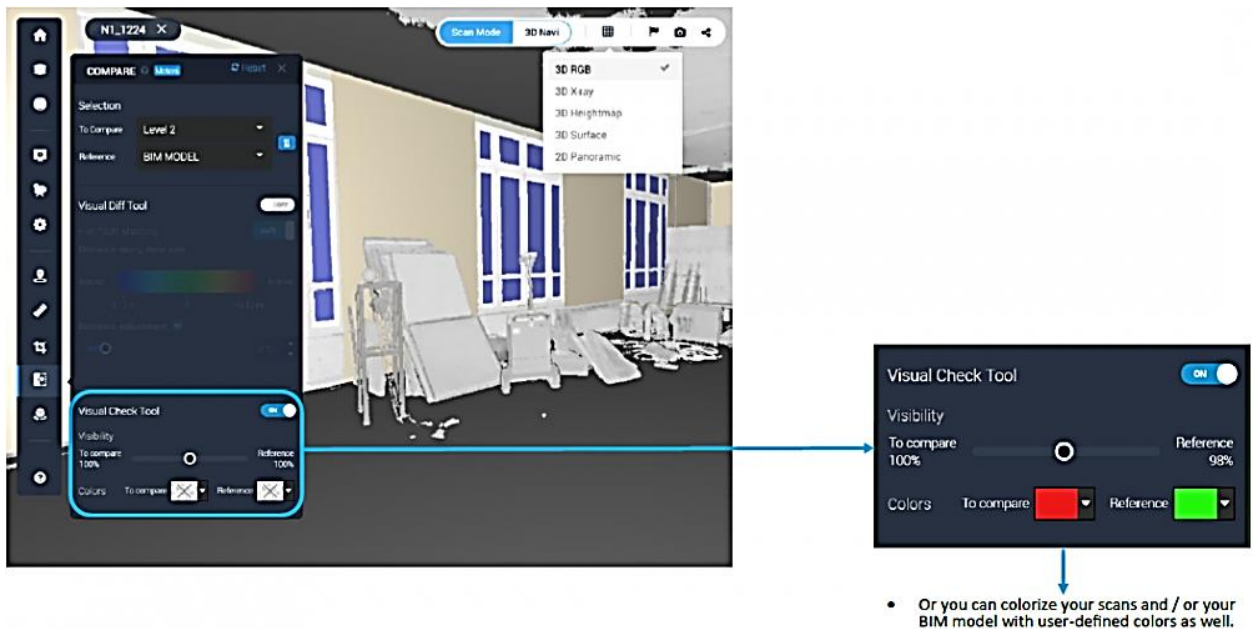 N1_1224 ×
Scan Mode 3D Navi
COMPARE Meters Reset ×
3D RGB
3D X-ray
3D Heightmap
3D Surface
2D Panoramic
Selection
To Compare Level 2
Reference BIM MODEL
Visual Diff Tool OFF
Visual Check Tool ON
Visibility
To compare Reference
100% 100%
Colors To compare Reference
Visual Check Tool ON
Visibility
To compare Reference
100% 98%
Colors To compare Reference
• Or you can colorize your scans and / or your
BIM model with user-defined colors as well.